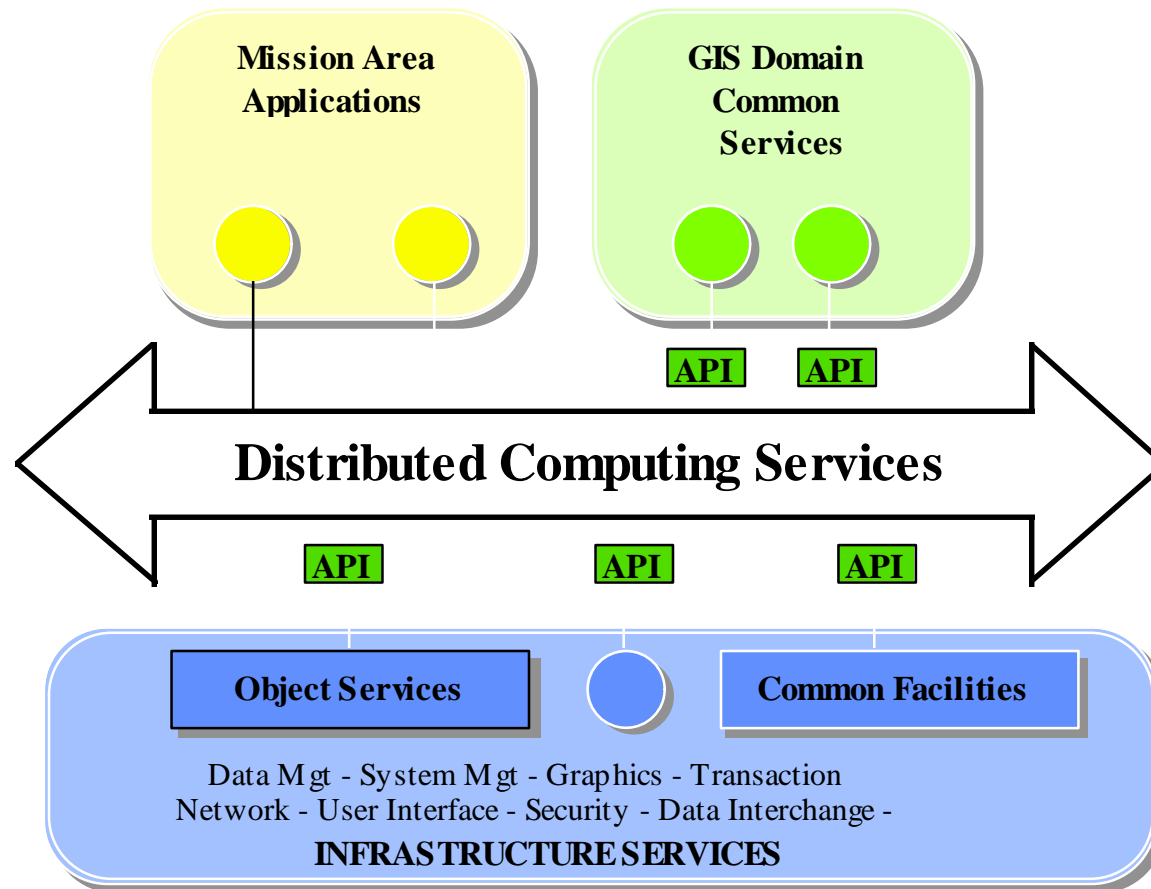 Mission Area
Applications
GIS Domain
Common
Services
API
API
Distributed Computing Services
API
API
API
Object Services
Common Facilities
Data Mgt - System Mgt - Graphics - Transaction
Network - User Interface - Security - Data Interchange -
INFRASTRUCTURE SERVICES